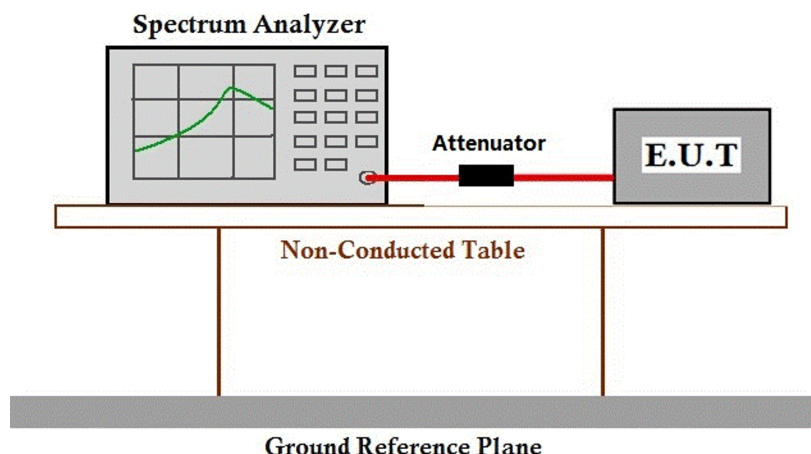 Spectrum Analyzer
Attenuator
E.U.T
Non-Conducted Table
Ground Reference Plane